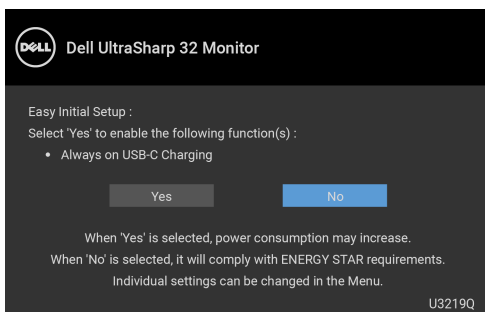 DELL Dell UltraSharp 32 Monitor
Easy Initial Setup :
Select 'Yes' to enable the following function(s) :
• Always on USB-C Charging
Yes No
When 'Yes' is selected, power consumption may increase.
When 'No' is selected, it will comply with ENERGY STAR requirements.
Individual settings can be changed in the Menu.
U3219Q